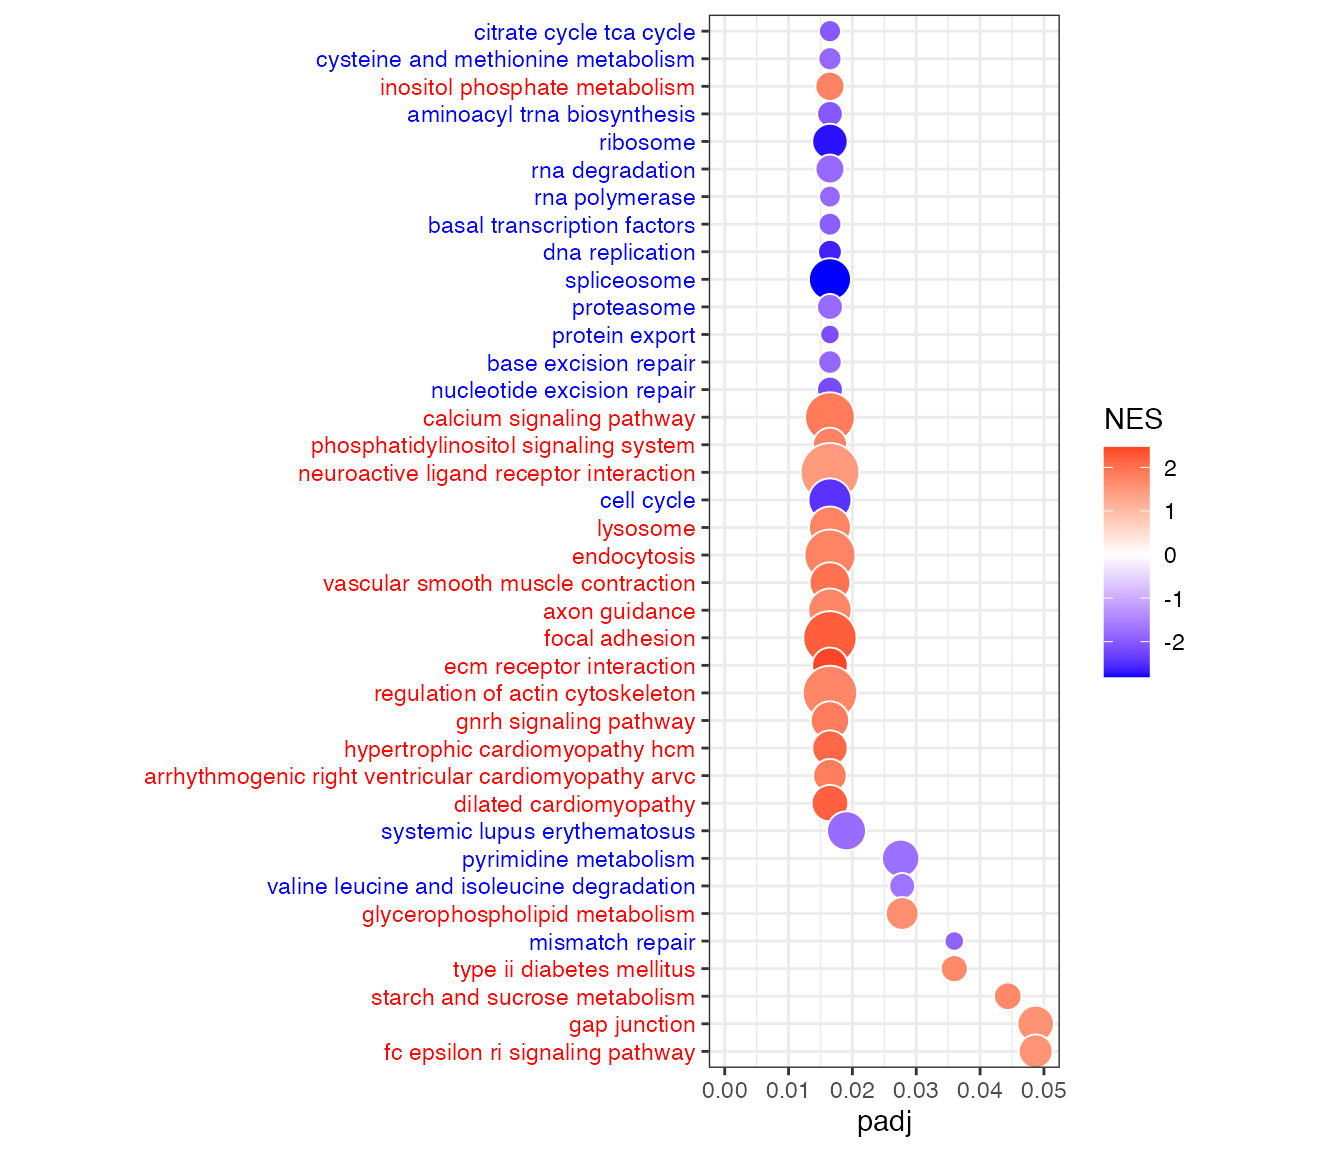 citrate cycle tca cycle
cysteine and methionine metabolism
inositol phosphate metabolism
aminoacyl trna biosynthesis
ribosome
rna degradation
rna polymerase
basal transcription factors
dna replication
spliceosome
proteasome
protein export
base excision repair
nucleotide excision repair
calcium signaling pathway
phosphatidylinositol signaling system
neuroactive ligand receptor interaction
cell cycle
lysosome
endocytosis
vascular smooth muscle contraction
axon guidance
focal adhesion
ecm receptor interaction
regulation of actin cytoskeleton
gnrh signaling pathway
hypertrophic cardiomyopathy hcm
arrhythmogenic right ventricular cardiomyopathy arvc
dilated cardiomyopathy
systemic lupus erythematosus
pyrimidine metabolism
valine leucine and isoleucine degradation
glycerophospholipid metabolism
mismatch repair
type ii diabetes mellitus
starch and sucrose metabolism
gap junction
fc epsilon ri signaling pathway
0.00 0.01 0.02 0.03 0.04 0.05
padj
NES
2
1
0
-1
-2